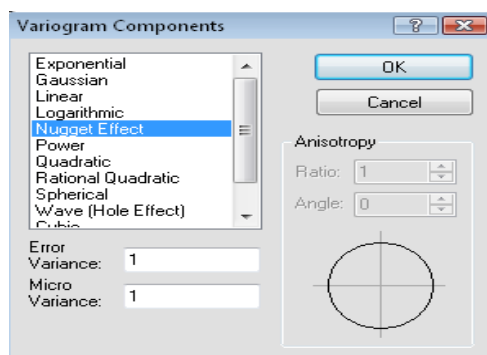 Variogram Components
Exponential
Gaussian
Linear
Logarithmic
Nugget Effect
Power
Quadratic
Rational Quadratic
Spherical
Wave (Hole Effect)
Cubic
Error
Variance: 1
Micro
Variance: 1
OK
Cancel
Anisotropy
Ratio: 1
Angle: 0